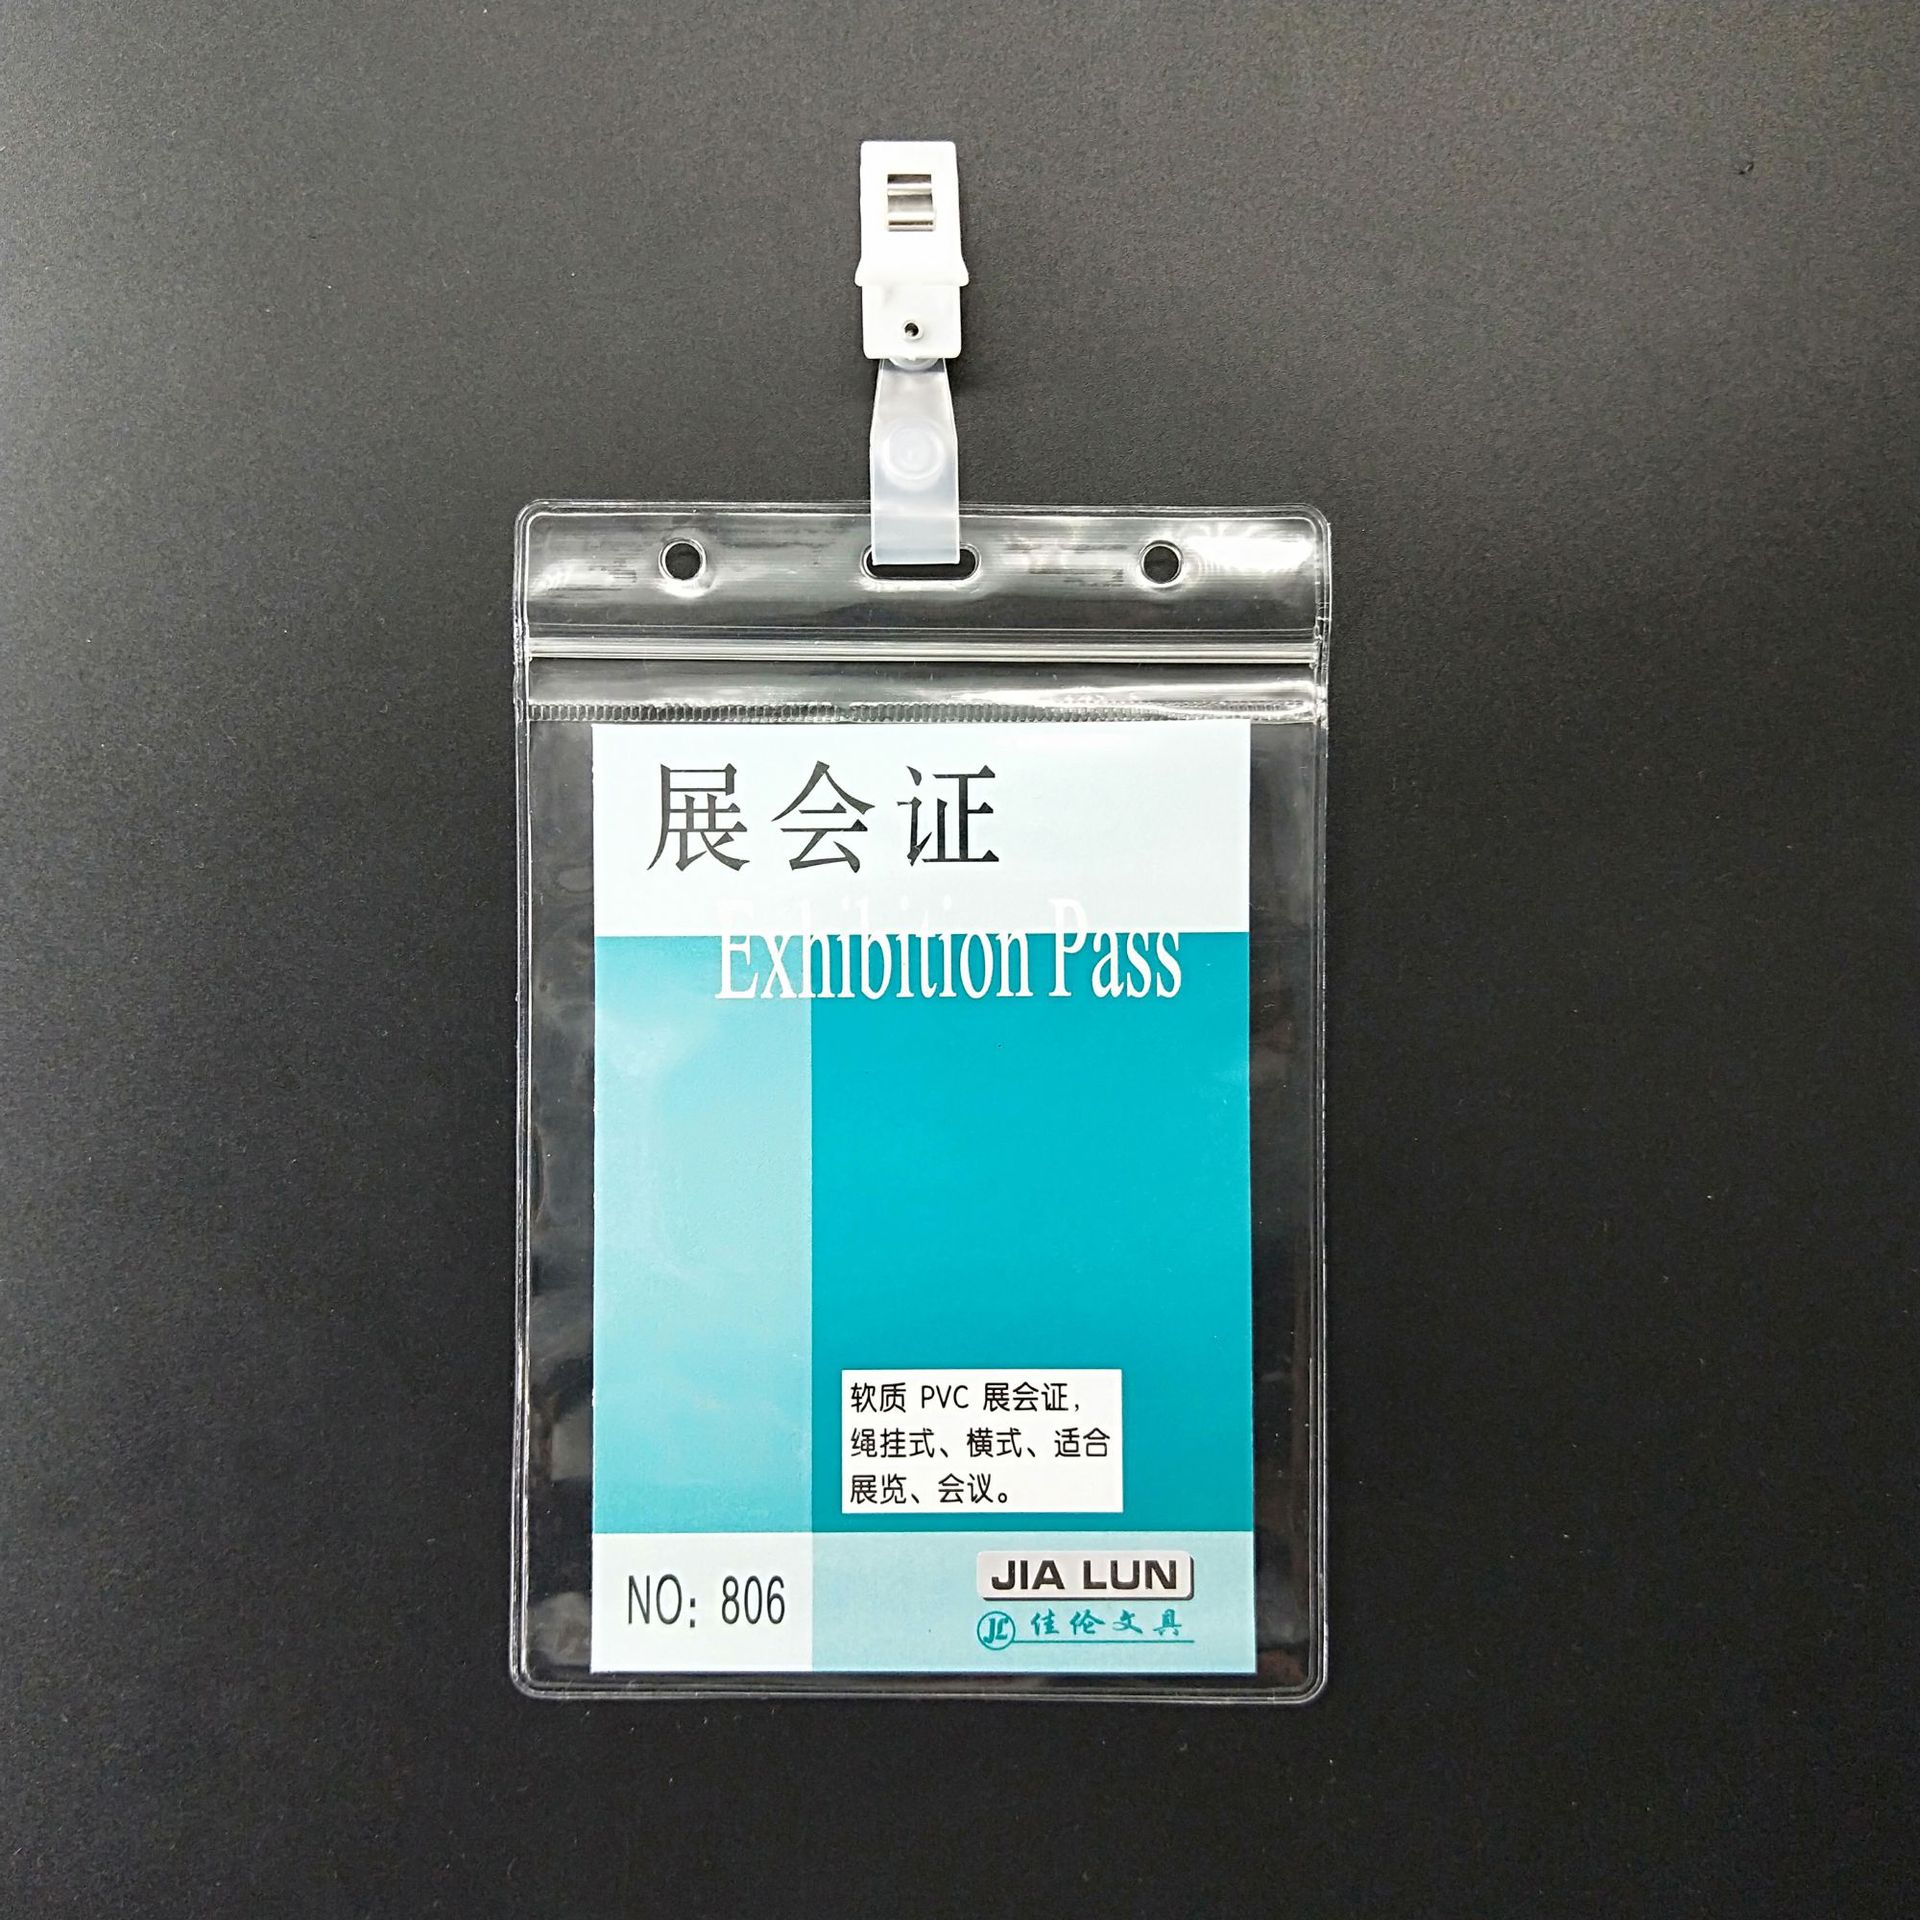 展会证
Exhibition Pass
软质 PVC 展会证,
绳挂式、横式、适合
展览、会议。
NO: 806
JIA LUN
JL 佳伦文具